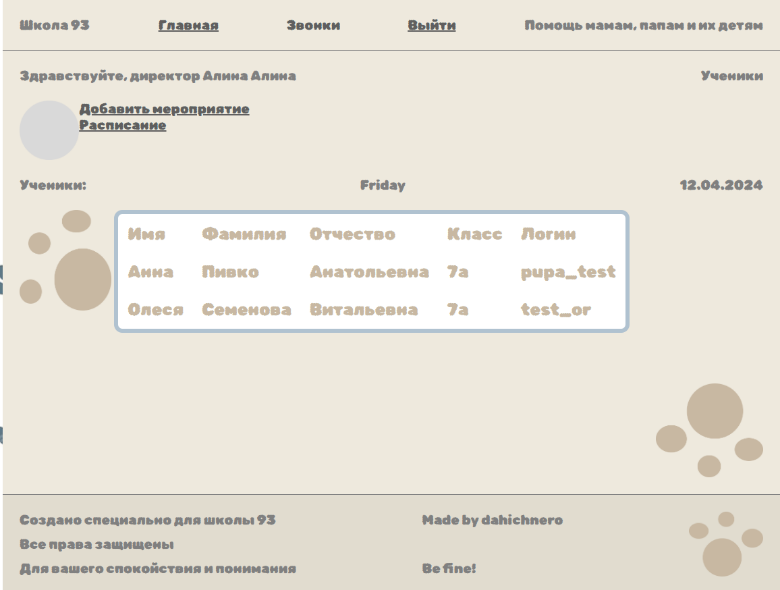 Школа 93 Главная Звонки Выйти Помощь мамам, папам и их детям
Здравствуйте, директор Алина Алина Ученики
Добавить мероприятие
Расписание
Ученики: Friday 12.04.2024
Имя Фамилия Отчество Класс Логин
Анна Пивко Анатольевна 7а pupa_test
Олеся Семенова Витальевна 7а test_or
Создано специально для школы 93 Made by dahichnero
Все права защищены
Для вашего спокойствия и понимания Be fine!